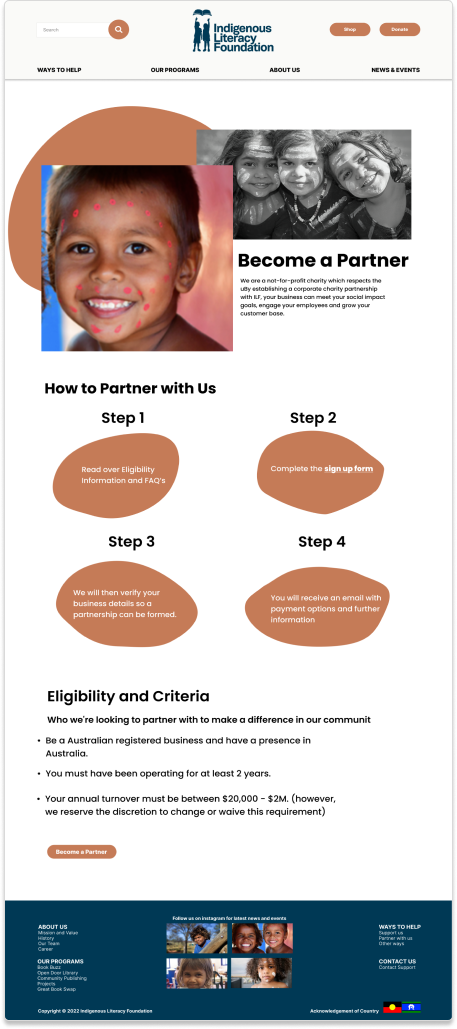 Search
Indigenous
Literacy
Foundation
Shop
Donate
WAYS TO HELP
OUR PROGRAMS
ABOUT US
NEWS & EVENTS
Become a Partner
We are a not-for-profit charity which respects the
uBy establishing a corporate charity partnership
with ILF, your business can meet your social impact
goals, engage your employees and grow your
customer base.
How to Partner with Us
Step 1
Step 2
Read over Eligibility
Information and FAQ's
Complete the sign up form
Step 3
Step 4
We will then verify your
business details so a
partnership can be formed.
You will receive an email with
payment options and further
information
Eligibility and Criteria
Who we're looking to partner with to make a difference in our communit
• Be a Australian registered business and have a presence in
Australia.
• You must have been operating for at least 2 years.
• Your annual turnover must be between $20,000 - $2M. (however,
we reserve the discretion to change or waive this requirement)
Become a Partner
ABOUT US
Mission and Value
History
Our Team
Career
OUR PROGRAMS
Book Buzz
Open Door Library
Community Publishing
Projects
Great Book Swap
Follow us on instagram for latest news and events
WAYS TO HELP
Support us
Partner with us
Other ways
CONTACT US
Contact Support
Copyright © 2022 Indigenous Literacy Foundation
Acknowledgement of Country